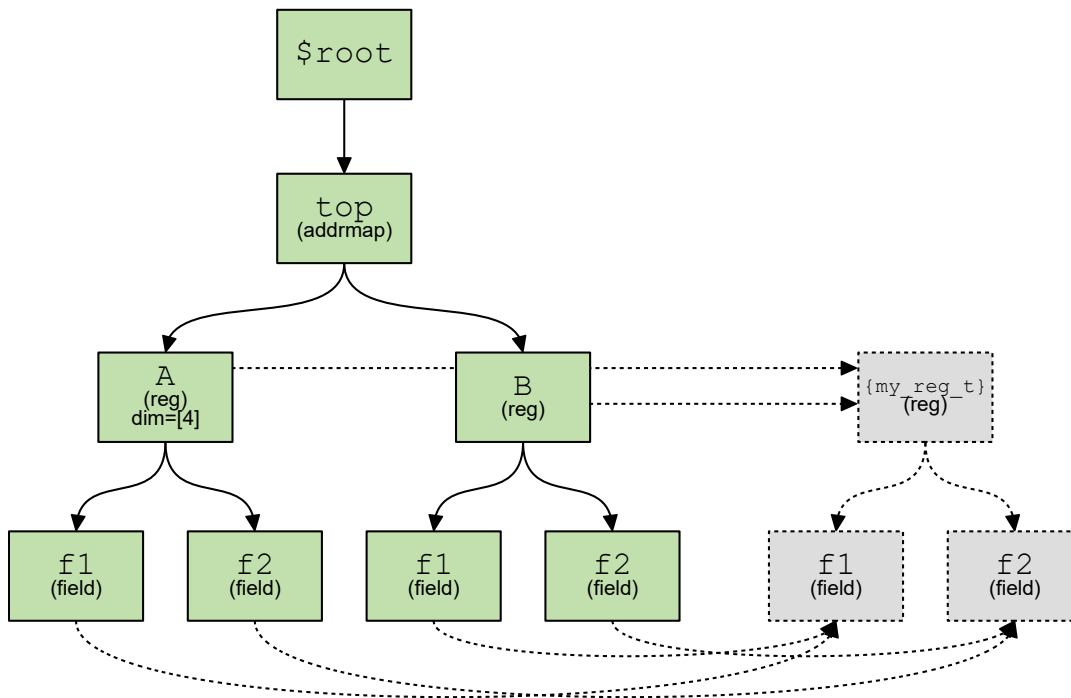 $root
top
(addrmap)
A
(reg)
dim=[4]
B
(reg)
{my_reg_t}
(reg)
f1
(field)
f2
(field)
f1
(field)
f2
(field)
f1
(field)
f2
(field)